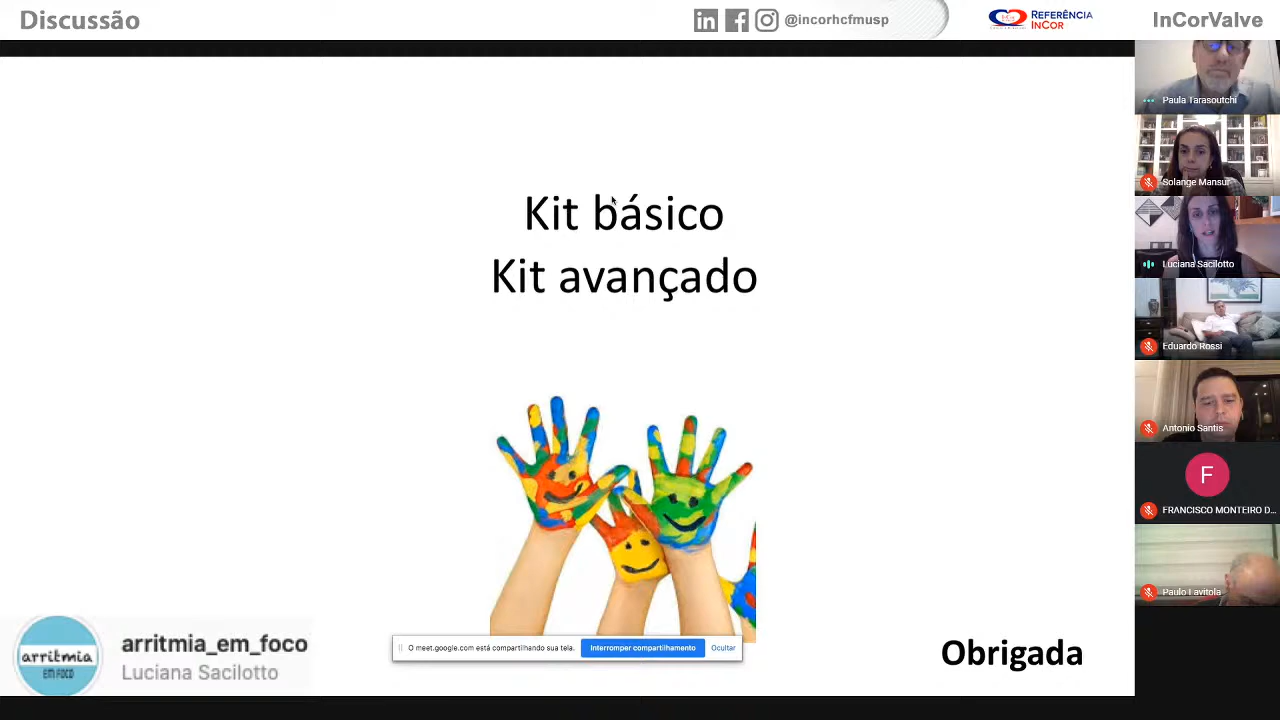 Discussão
@incorhcfmusp
REFERÊNCIA
INCOR
InCorValve
Paula Tarasoutchi
Solange Mansur
Luciana Sacilotto
Eduardo Rossi
Antonio Santis
F
FRANCISCO MONTEIRO D...
Paulo Lavitola
Kit básico
Kit avançado
O meet.google.com está compartilhando sua tela.
Interromper compartilhamento
Ocultar
arritmia
EM FOCO
arritmia_em_foco
Luciana Sacilotto
Obrigada